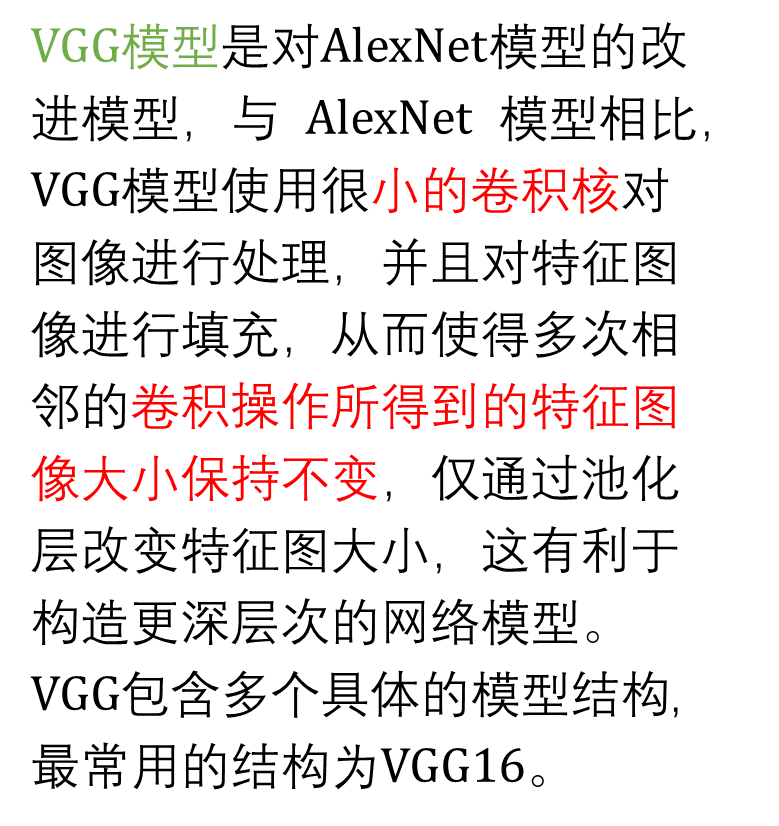 VGG模型是对AlexNet模型的改
进模型，与 AlexNet 模型相比，
VGG模型使用很小的卷积核对
图像进行处理，并且对特征图
像进行填充，从而使得多次相
邻的卷积操作所得到的特征图
像大小保持不变，仅通过池化
层改变特征图大小，这有利于
构造更深层次的网络模型。
VGG包含多个具体的模型结构，
最常用的结构为VGG16。